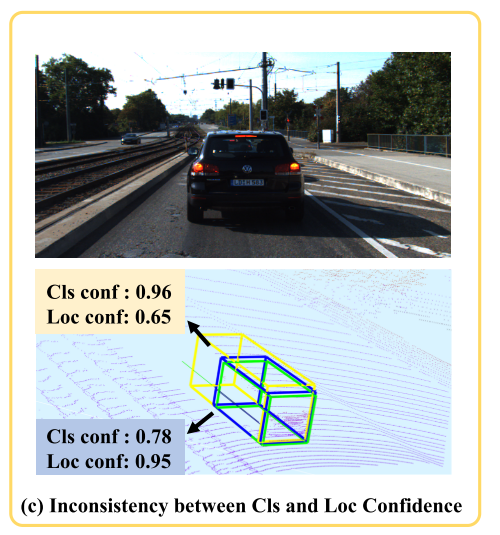 Cls conf : 0.96
Loc conf: 0.65
Cls conf : 0.78
Loc conf: 0.95
(c) Inconsistency between Cls and Loc Confidence